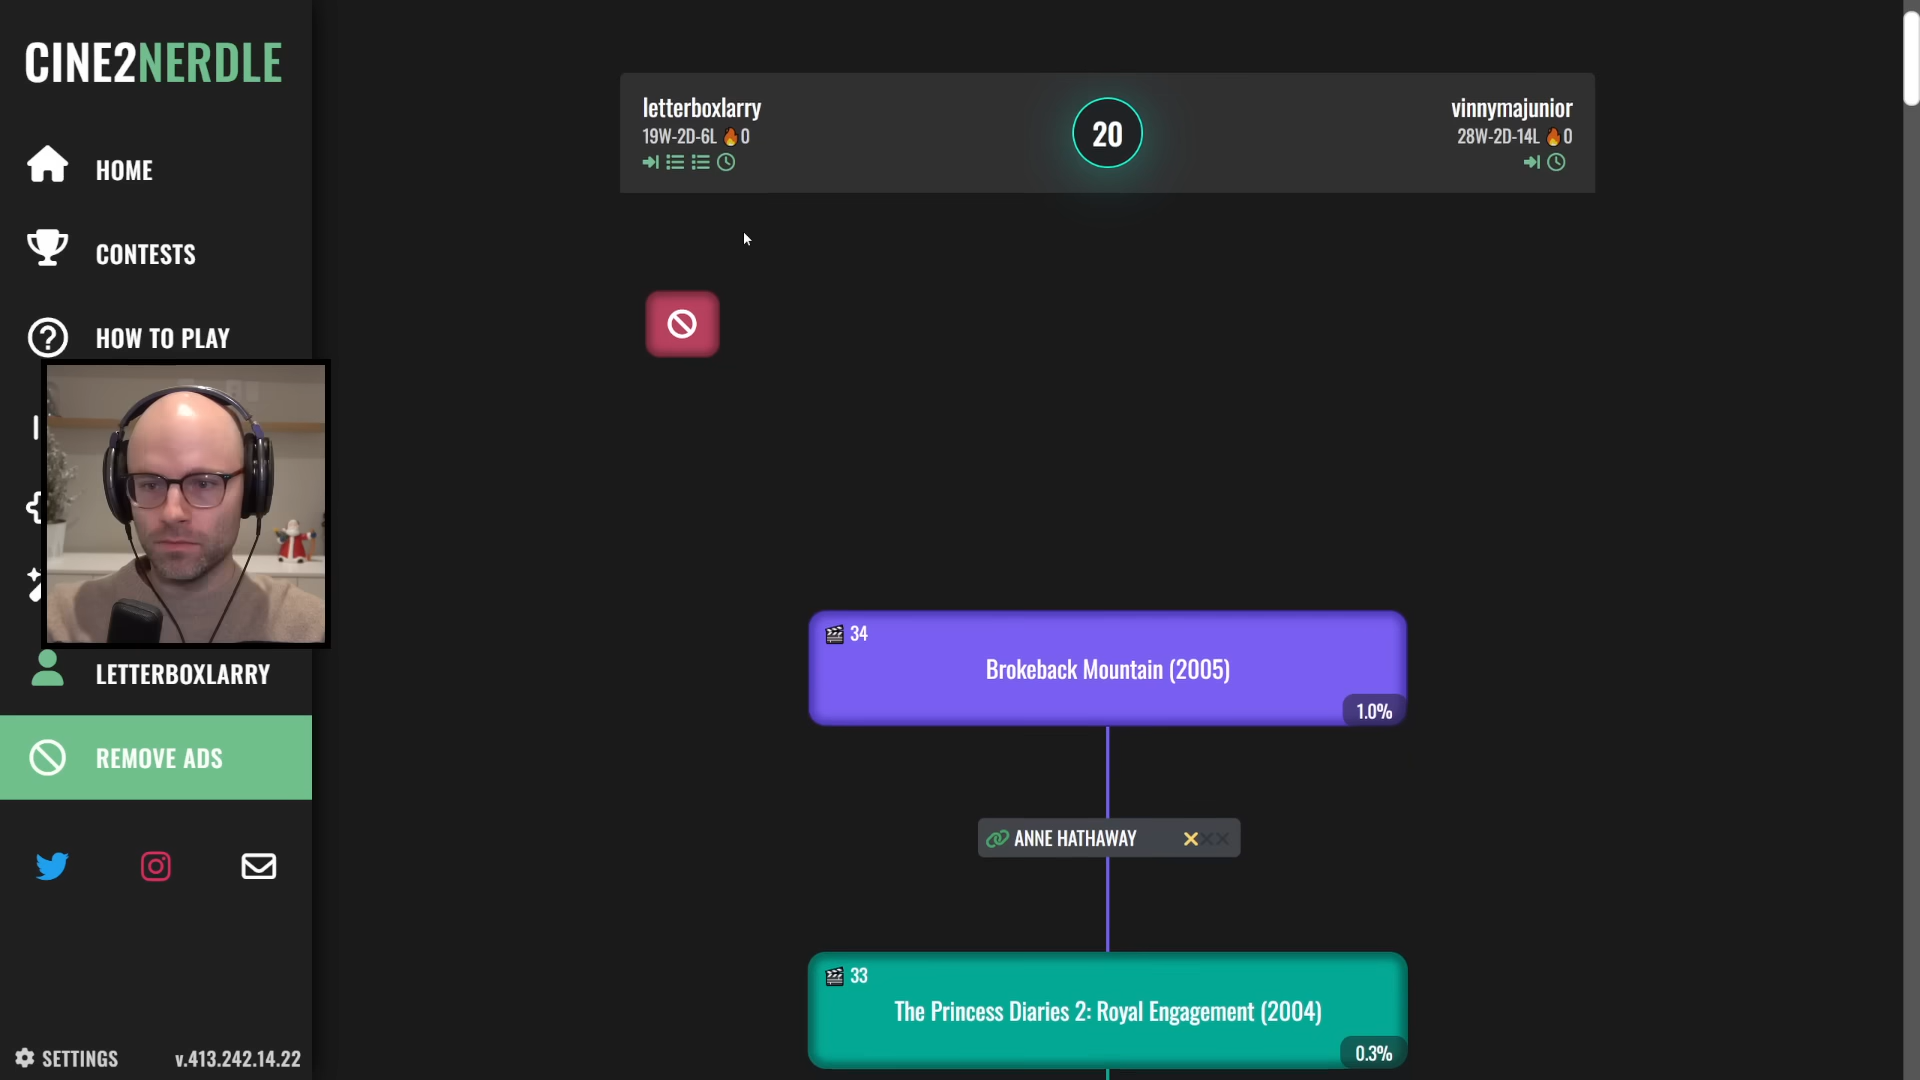 CINE2NERDLE
HOME
CONTESTS
HOW TO PLAY
LETTERBOXLARRY
REMOVE ADS
SETTINGS
v.413.242.14.22
letterboxlarry
19W-2D-6L 🔥0
20
vinnymajunior
28W-2D-14L 🔥0
34
Brokeback Mountain (2005)
1.0%
ANNE HATHAWAY
33
The Princess Diaries 2: Royal Engagement (2004)
0.3%